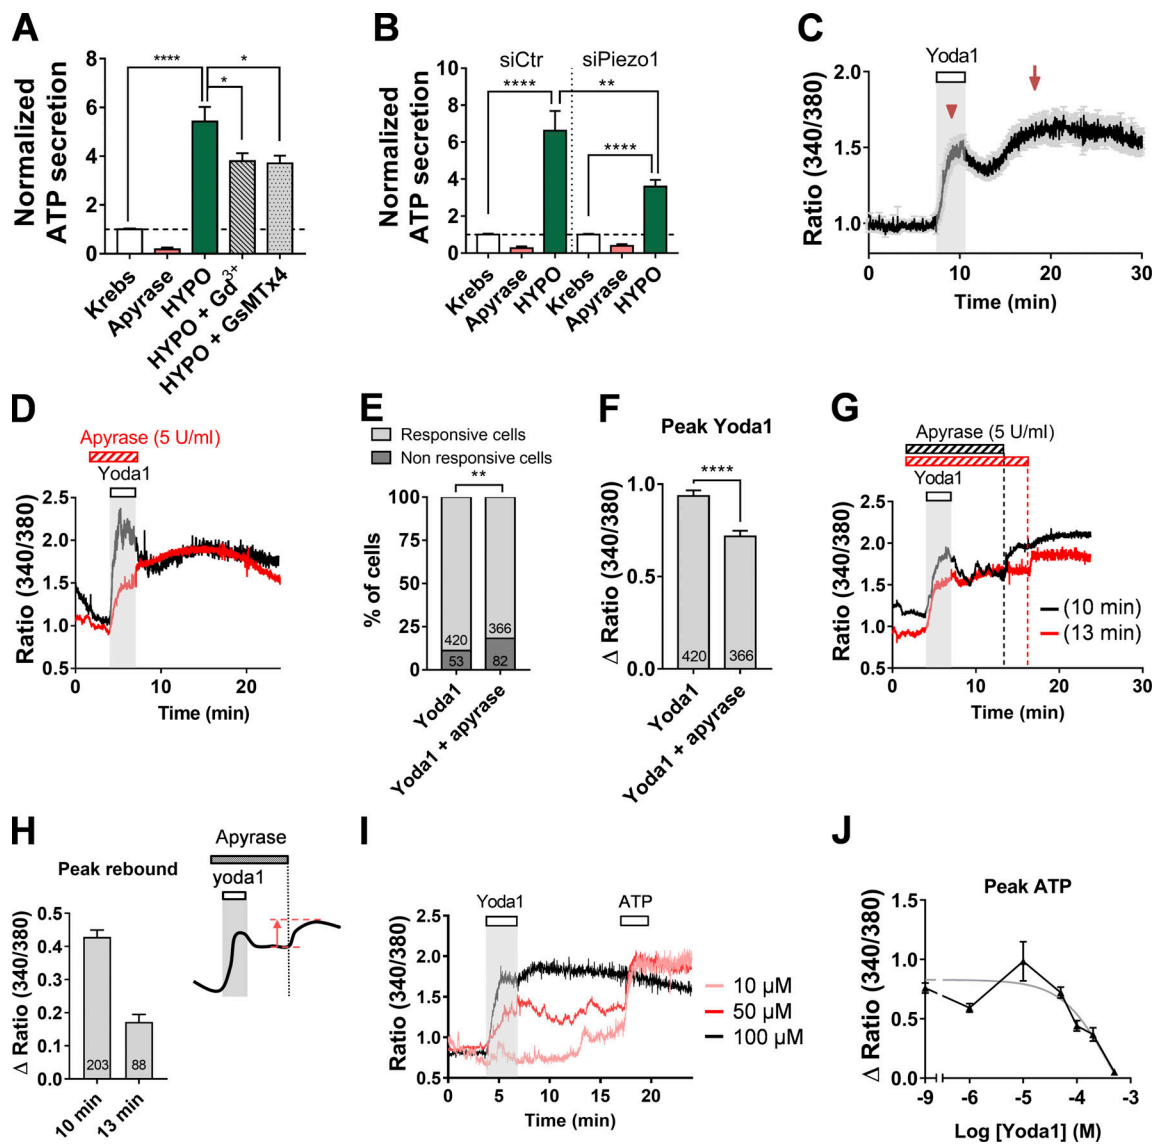 A
Normalized
ATP secretion
8
6
4
2
0
****
*
*
Krebs
Apyrase
HYPO
HYPO + Gd3+
HYPO + GsMTx4
B
Normalized
ATP secretion
10
8
6
4
2
0
siCtr
siPiezo1
****
**
****
Krebs
Apyrase
HYPO
Krebs
Apyrase
HYPO
C
Yoda1
Ratio (340/380)
2.0
1.5
1.0
0 10 20 30
Time (min)
D
Apyrase (5 U/ml)
Yoda1
Ratio (340/380)
2.5
2.0
1.5
1.0
0.5
0 10 20
Time (min)
E
Responsive cells
Non responsive cells
**
% of cells
100
75
50
25
0
420
53
366
82
Yoda1
Yoda1 + apyrase
F
Peak Yoda1
Δ Ratio (340/380)
1.0
0.5
0.0
****
420
366
Yoda1
Yoda1 + apyrase
G
Apyrase (5 U/ml)
Yoda1
Ratio (340/380)
2.5
2.0
1.5
1.0
0.5
(10 min)
(13 min)
0 10 20 30
Time (min)
H
Peak rebound
Δ Ratio (340/380)
0.5
0.4
0.3
0.2
0.1
0.0
203
88
10 min
13 min
Apyrase
yoda1
I
Yoda1
ATP
Ratio (340/380)
2.5
2.0
1.5
1.0
0.5
10 µM
50 µM
100 µM
0 5 10 15 20
Time (min)
J
Peak ATP
Δ Ratio (340/380)
1.5
1.0
0.5
0.0
-9 -6 -5 -4 -3
Log [Yoda1] (M)